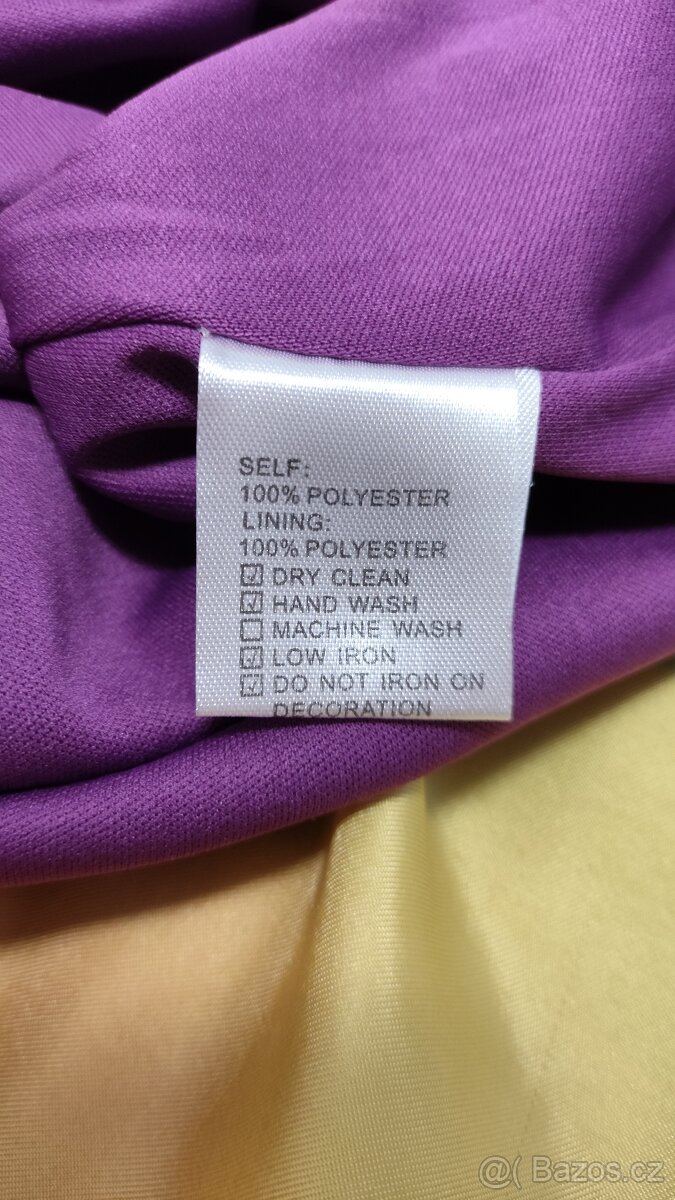 SELF:
100% POLYESTER
LINING:
100% POLYESTER
☑ DRY CLEAN
☑ HAND WASH
☐ MACHINE WASH
☑ LOW IRON
☑ DO NOT IRON ON
DECORATION
@( Bazos.cz